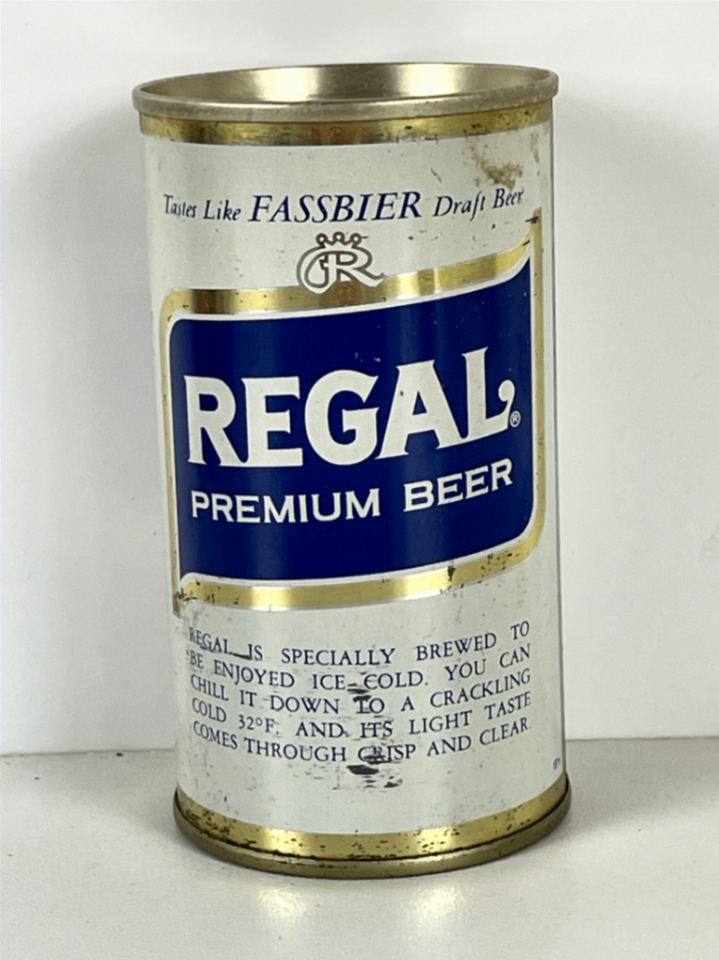 Tastes Like FASSBIER Draft Beer
R
REGAL®
PREMIUM BEER
REGAL IS SPECIALLY BREWED TO
BE ENJOYED ICE COLD. YOU CAN
CHILL IT DOWN TO A CRACKLING
COLD 32°F. AND ITS LIGHT TASTE
COMES THROUGH CRISP AND CLEAR